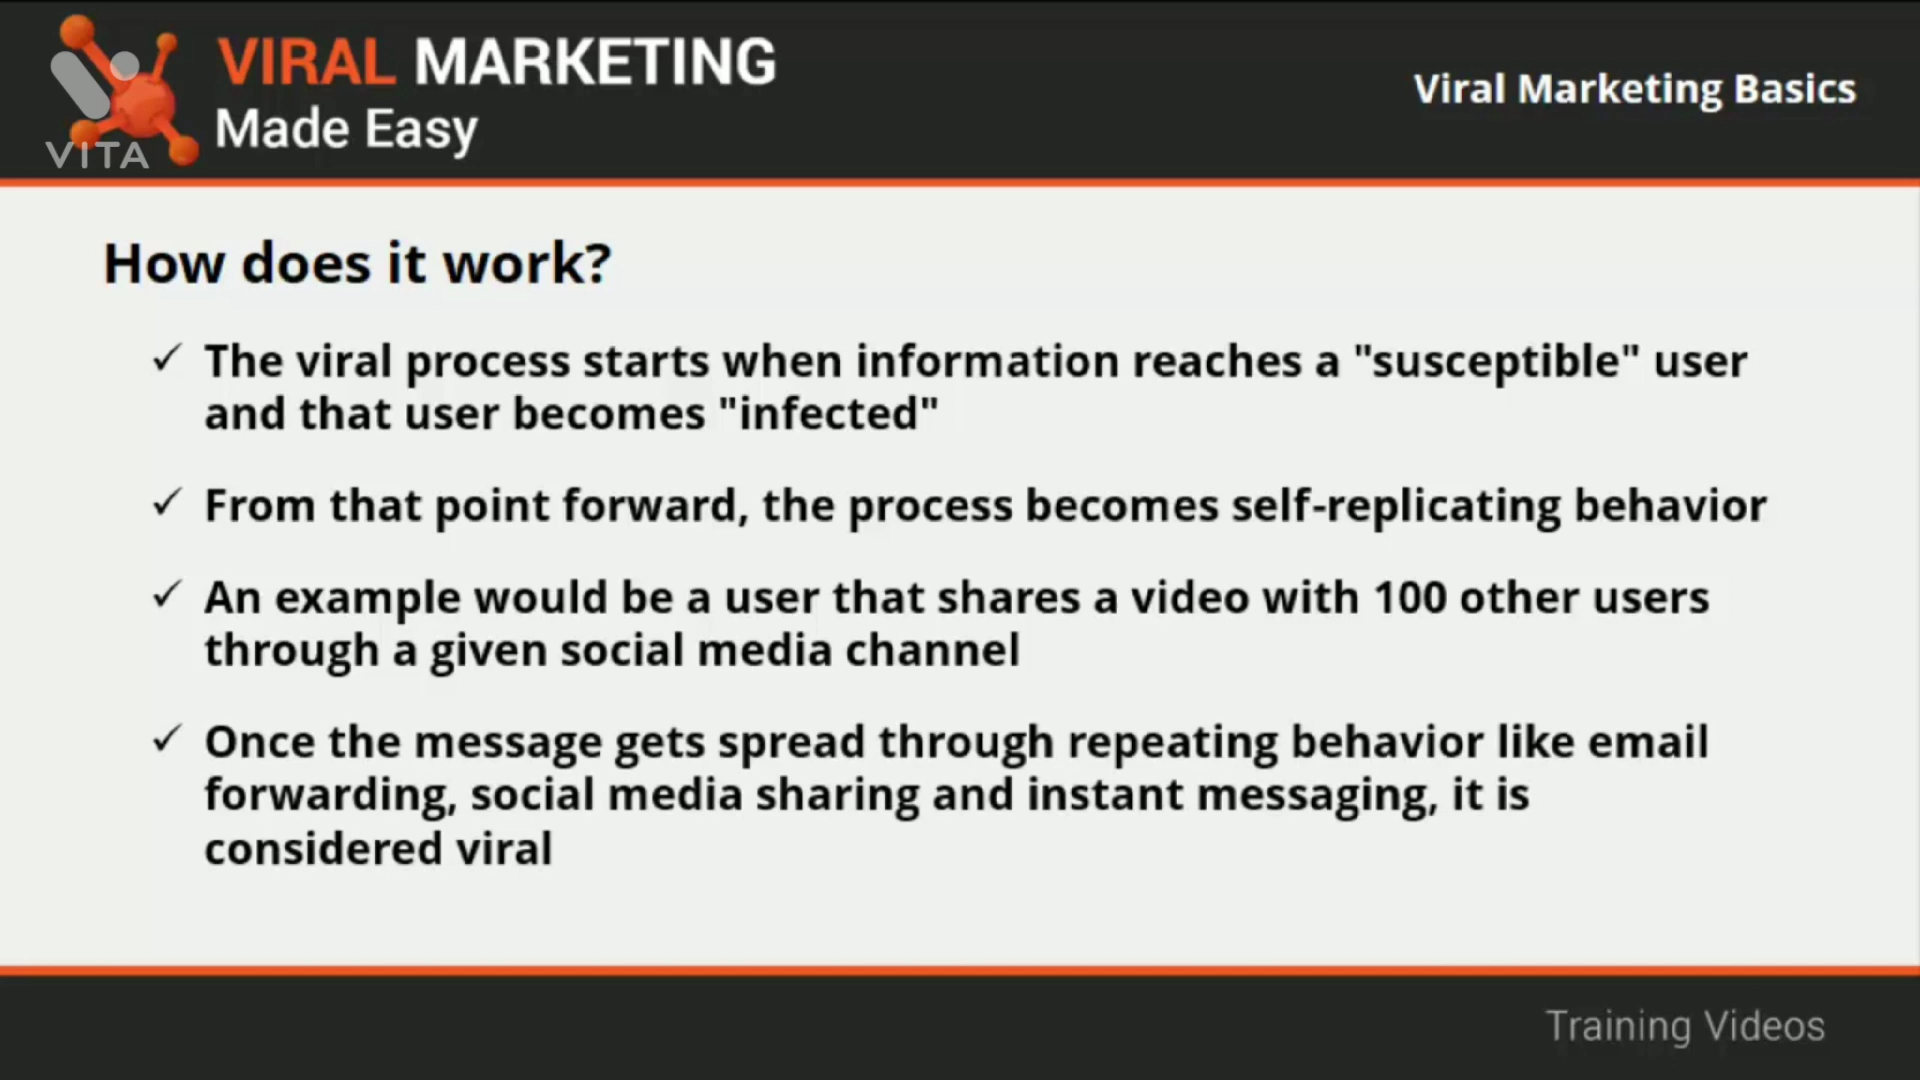 VIRAL MARKETING
Made Easy
VITA
Viral Marketing Basics
How does it work?
✓ The viral process starts when information reaches a "susceptible" user
and that user becomes "infected"
✓ From that point forward, the process becomes self-replicating behavior
✓ An example would be a user that shares a video with 100 other users
through a given social media channel
✓ Once the message gets spread through repeating behavior like email
forwarding, social media sharing and instant messaging, it is
considered viral
Training Videos